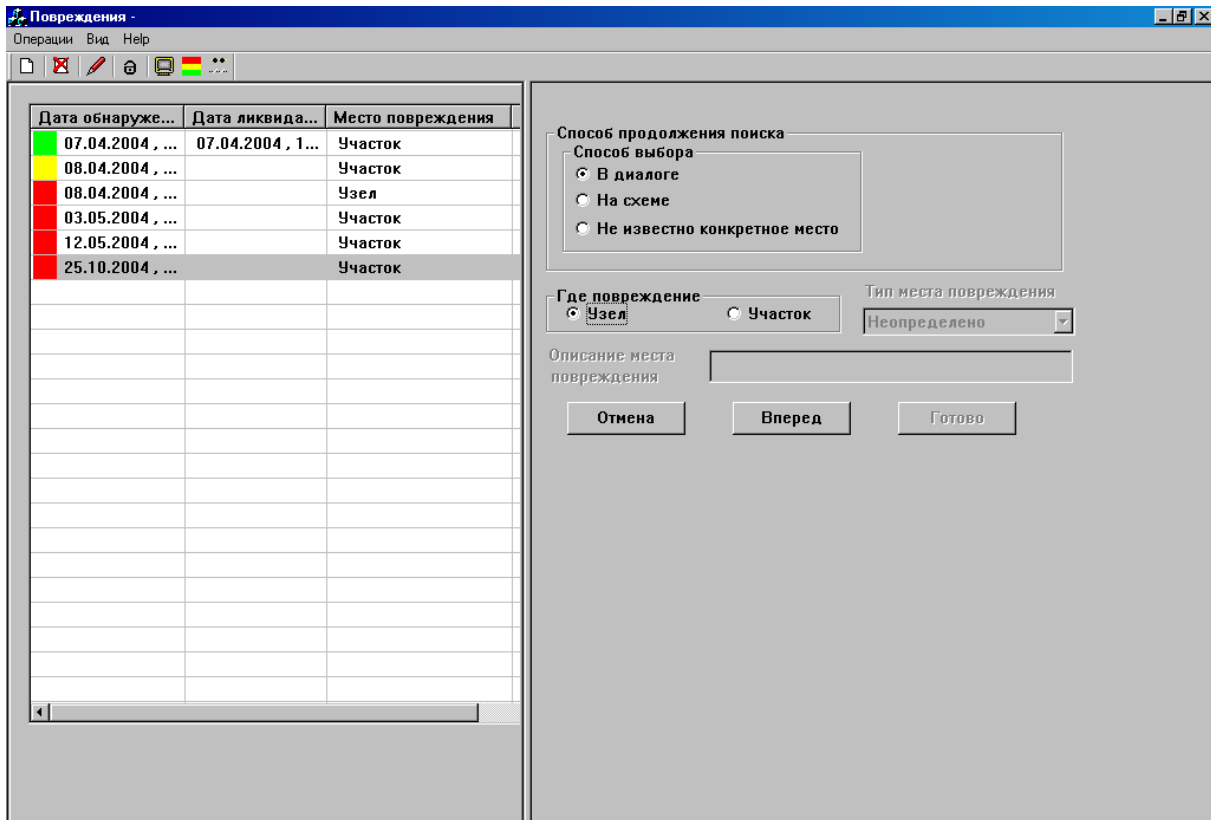 Повреждения -
Операции Вид Help
Дата обнаруже... Дата ликвида... Место повреждения
07.04.2004 , ... 07.04.2004 , 1... Участок
08.04.2004 , ... Участок
08.04.2004 , ... Узел
03.05.2004 , ... Участок
12.05.2004 , ... Участок
25.10.2004 , ... Участок
Способ продолжения поиска
Способ выбора
В диалоге
На схеме
Не известно конкретное место
Где повреждение
Узел Участок
Тип места повреждения
Неопределено
Описание места
повреждения
Отмена Вперед Готово